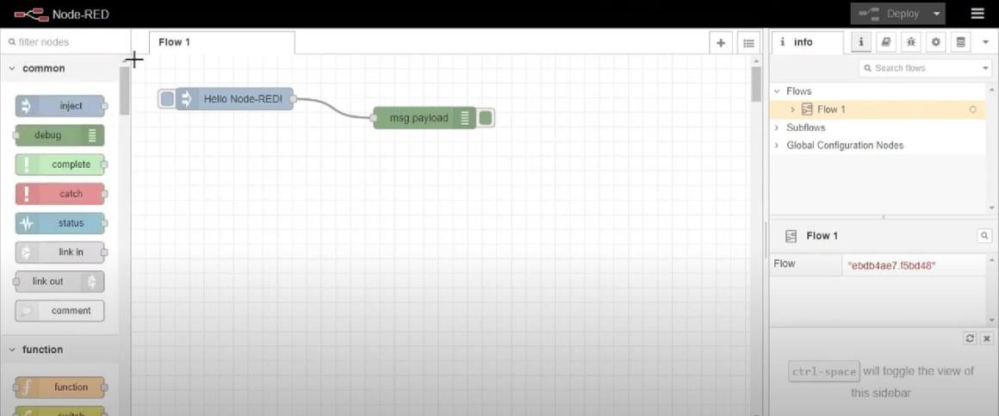 Node-RED
Deploy
filter nodes
Flow 1
info
Search flows
common
Flows
Flow 1
Subflows
Global Configuration Nodes
inject
debug
complete
catch
status
link in
link out
comment
function
function
switch
Hello Node-RED!
msg.payload
Flow 1
Flow
"ebdb4ae7.f5bd48"
ctrl-space will toggle the view of
this sidebar